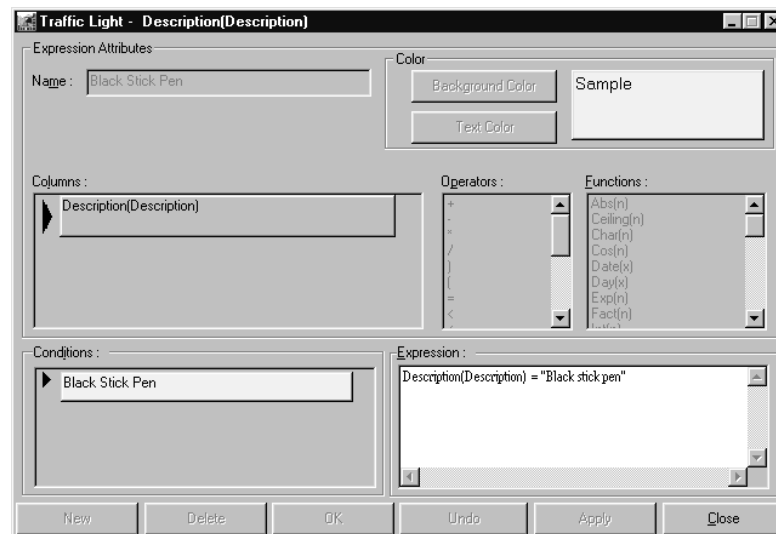 Traffic Light - Description(Description)
Expression Attributes
Name :
Black Stick Pen
Color
Background Color
Text Color
Sample
Columns :
Description(Description)
Operators :
+
-
*
/
)
(
=
<
Functions :
Abs(n)
Ceiling(n)
Char(n)
Cos(n)
Date(x)
Day(x)
Exp(n)
Fact(n)
Conditions :
Black Stick Pen
Expression :
Description(Description) = "Black stick pen"
New
Delete
OK
Undo
Apply
Close